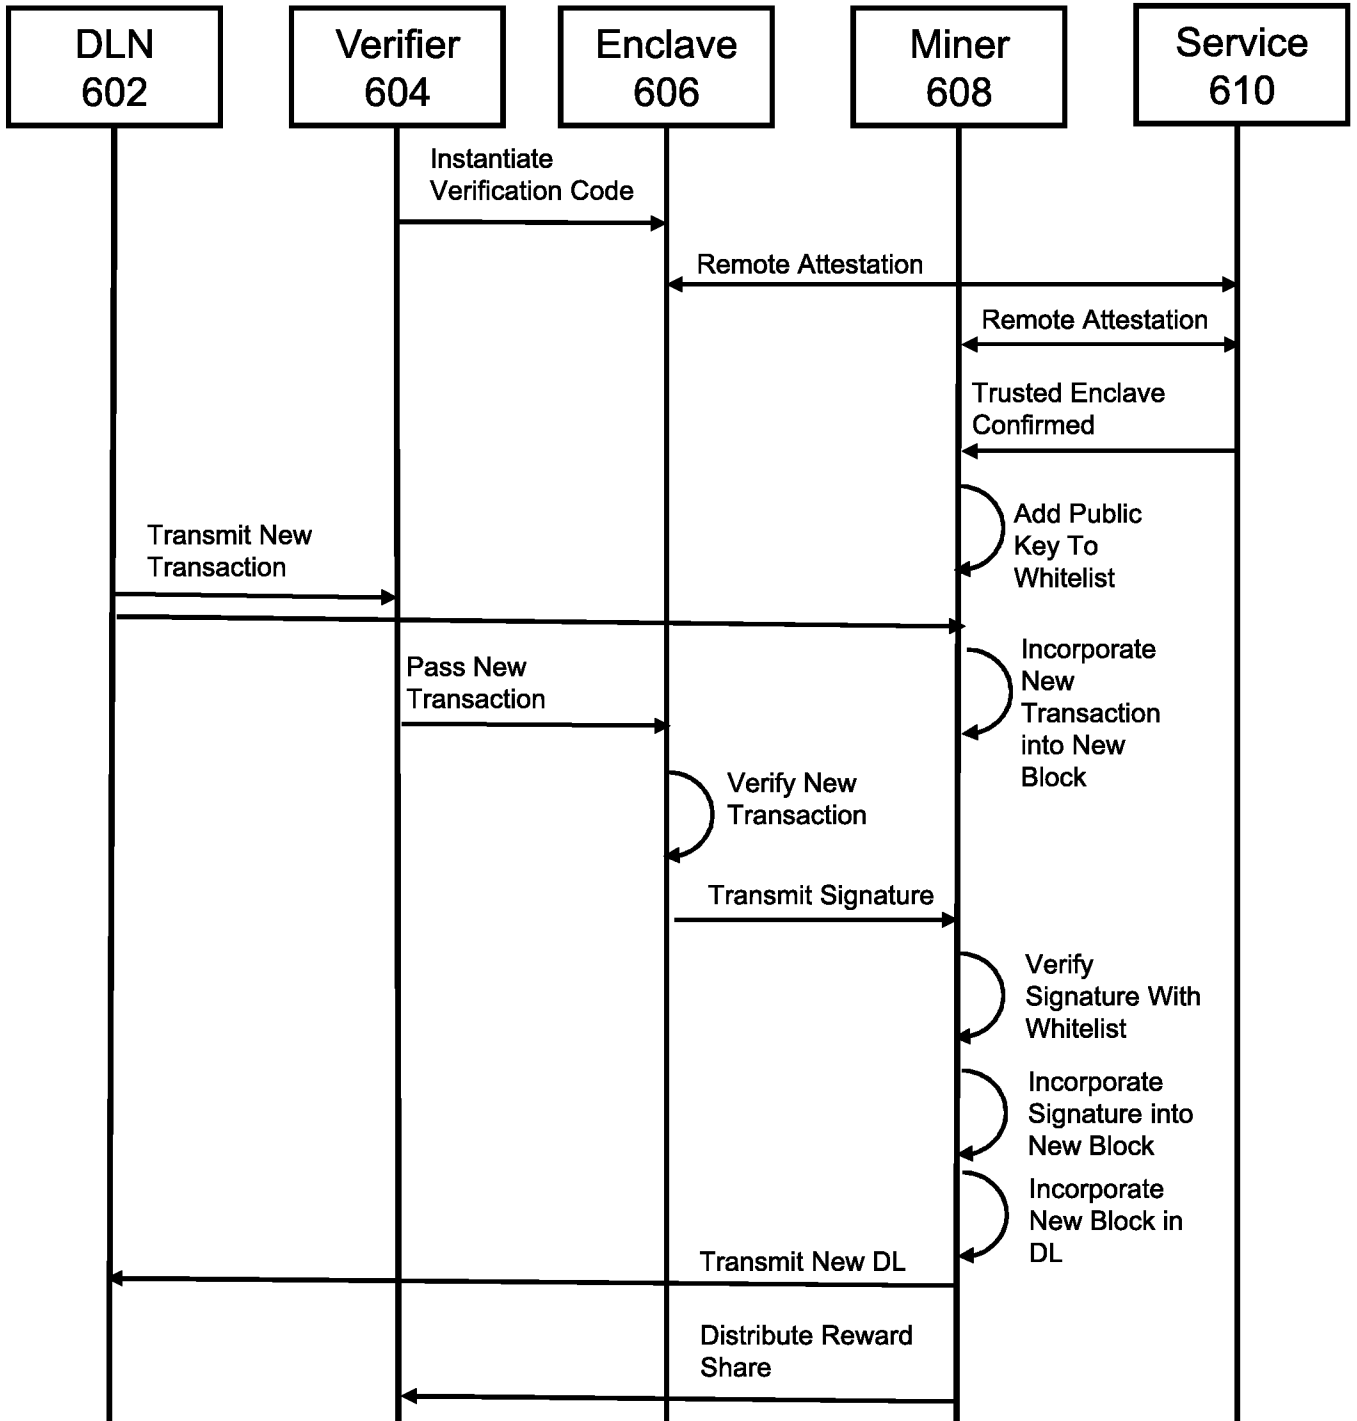 DLN
602
Verifier
604
Enclave
606
Miner
608
Service
610
Instantiate
Verification Code
Remote Attestation
Remote Attestation
Trusted Enclave
Confirmed
Add Public
Key To
Whitelist
Transmit New
Transaction
Incorporate
New
Transaction
into New
Block
Pass New
Transaction
Verify New
Transaction
Transmit Signature
Verify
Signature With
Whitelist
Incorporate
Signature into
New Block
Incorporate
New Block in
DL
Transmit New DL
Distribute Reward
Share